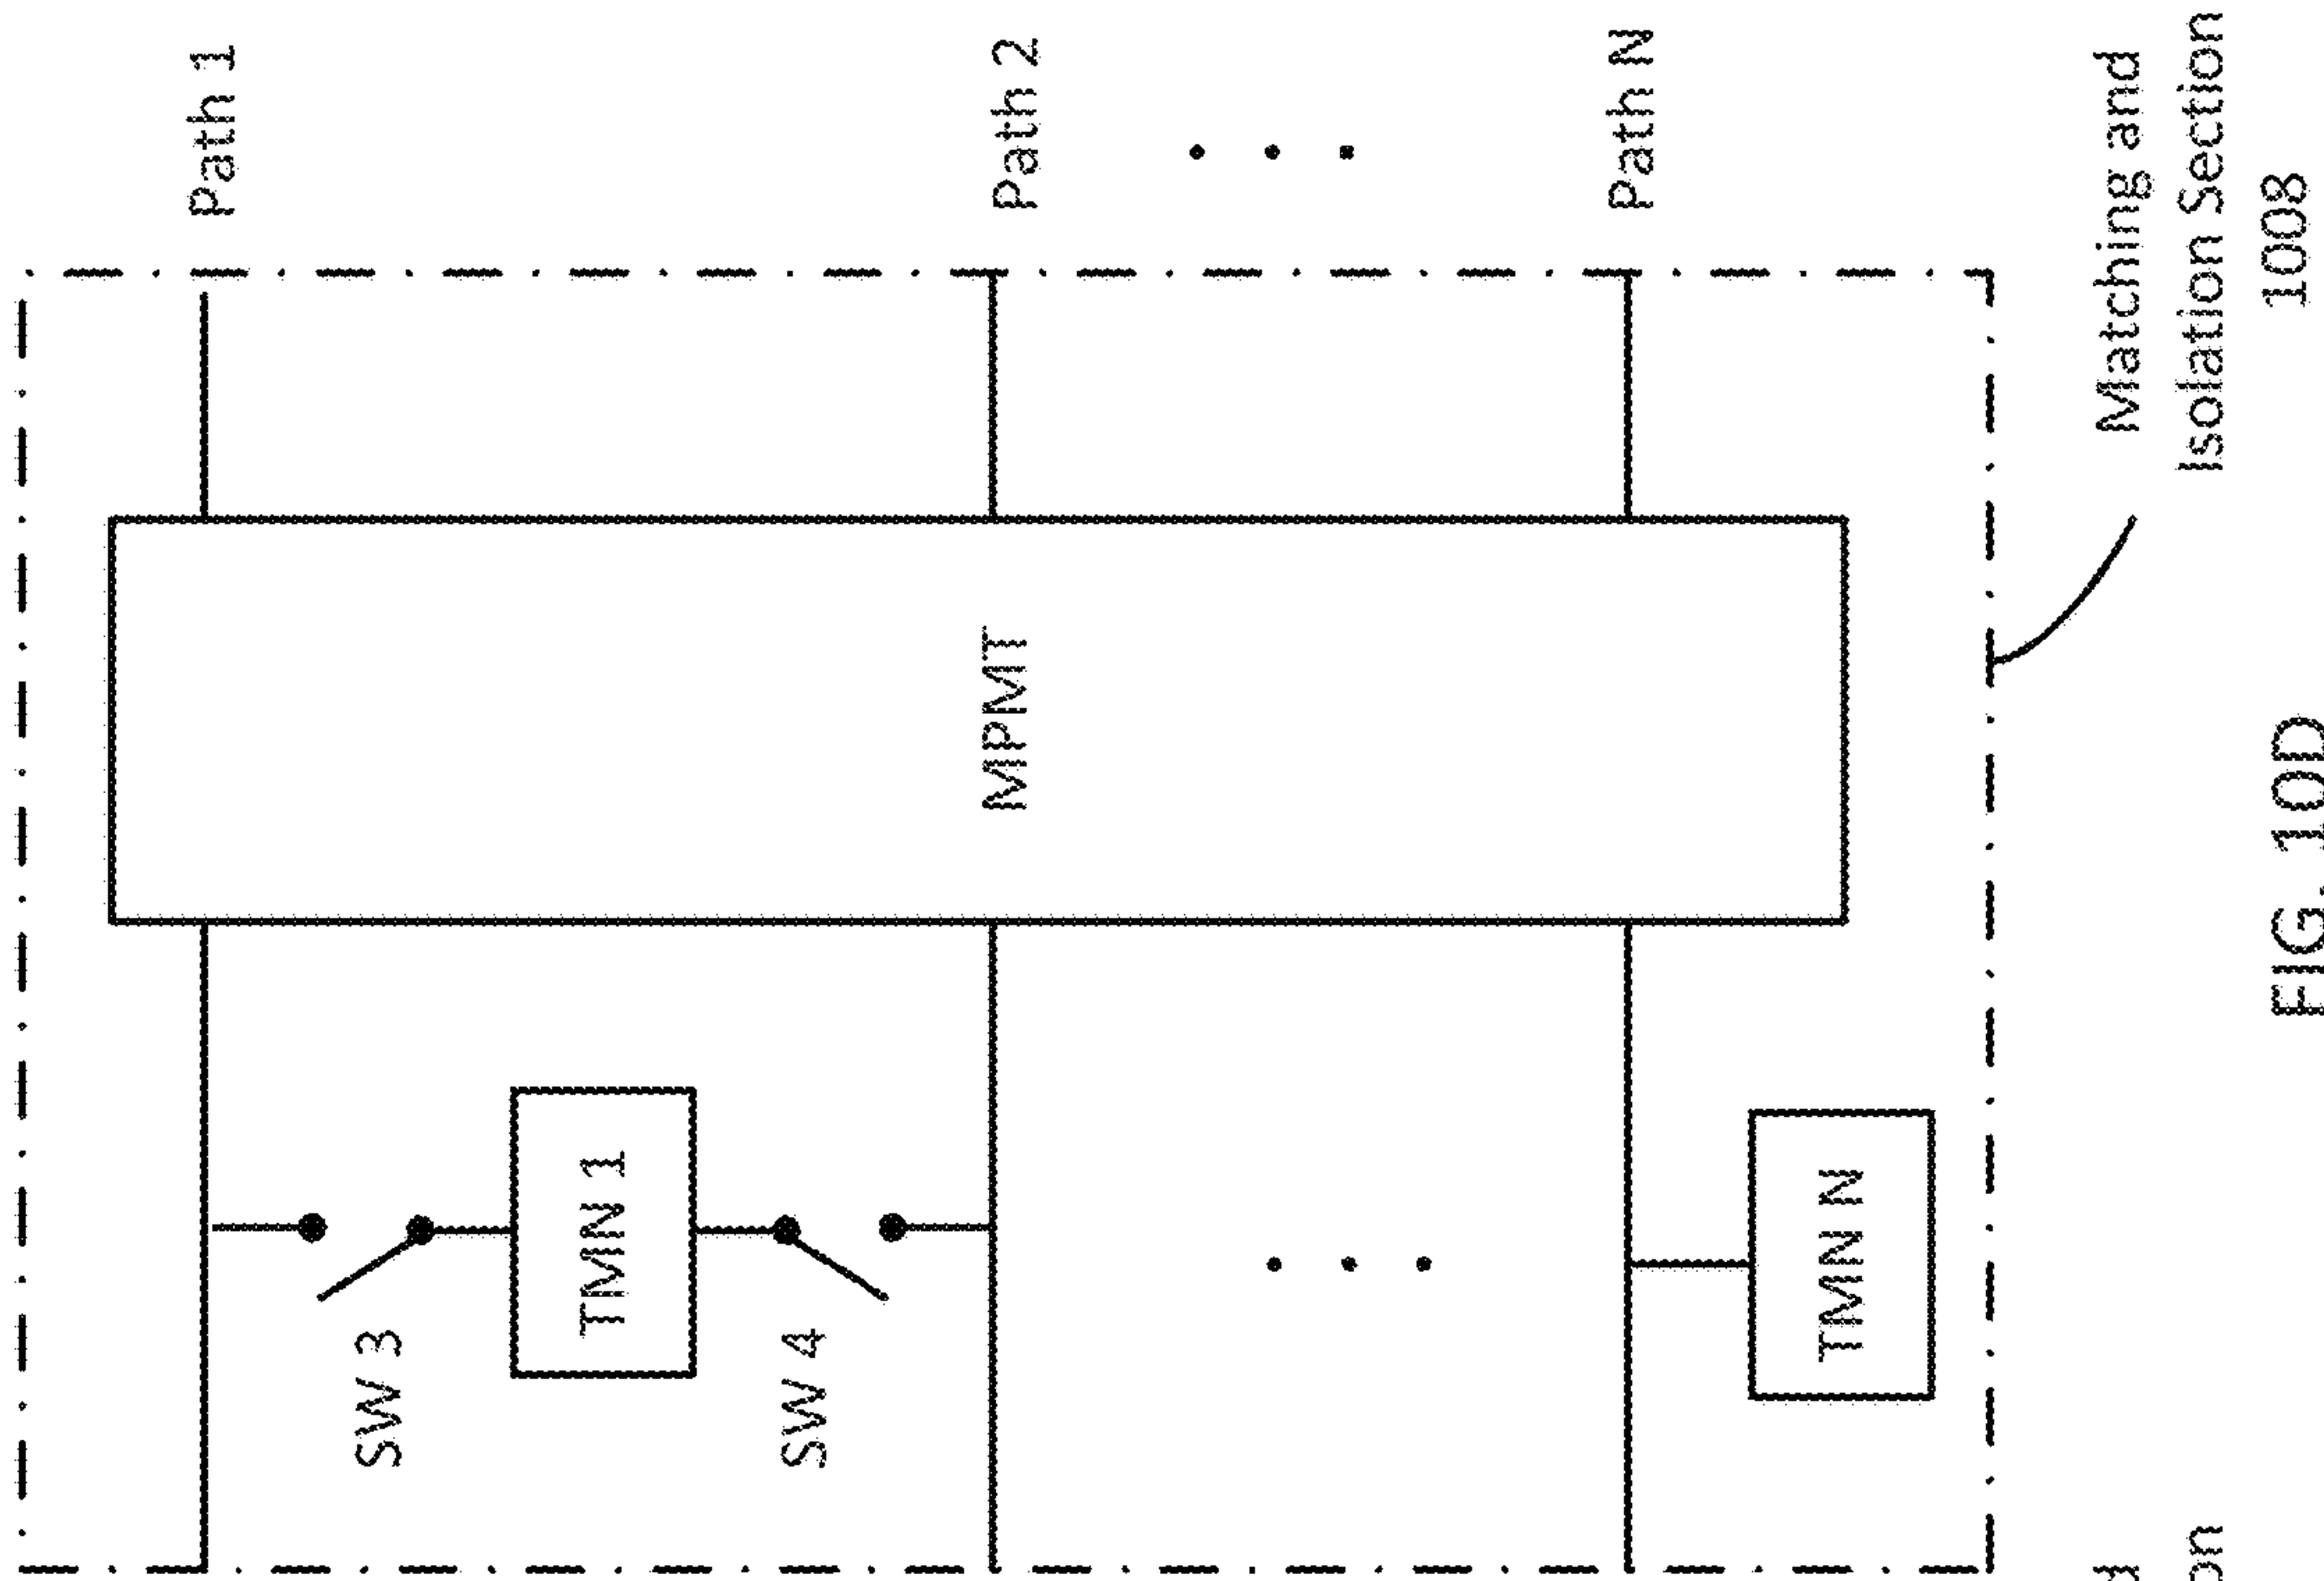 Path 1
Path 2
Path N
MPMT
SW 3
TMN 1
SW 4
TMN N
Matching and
Isolation Section
1008
FIG. 10D